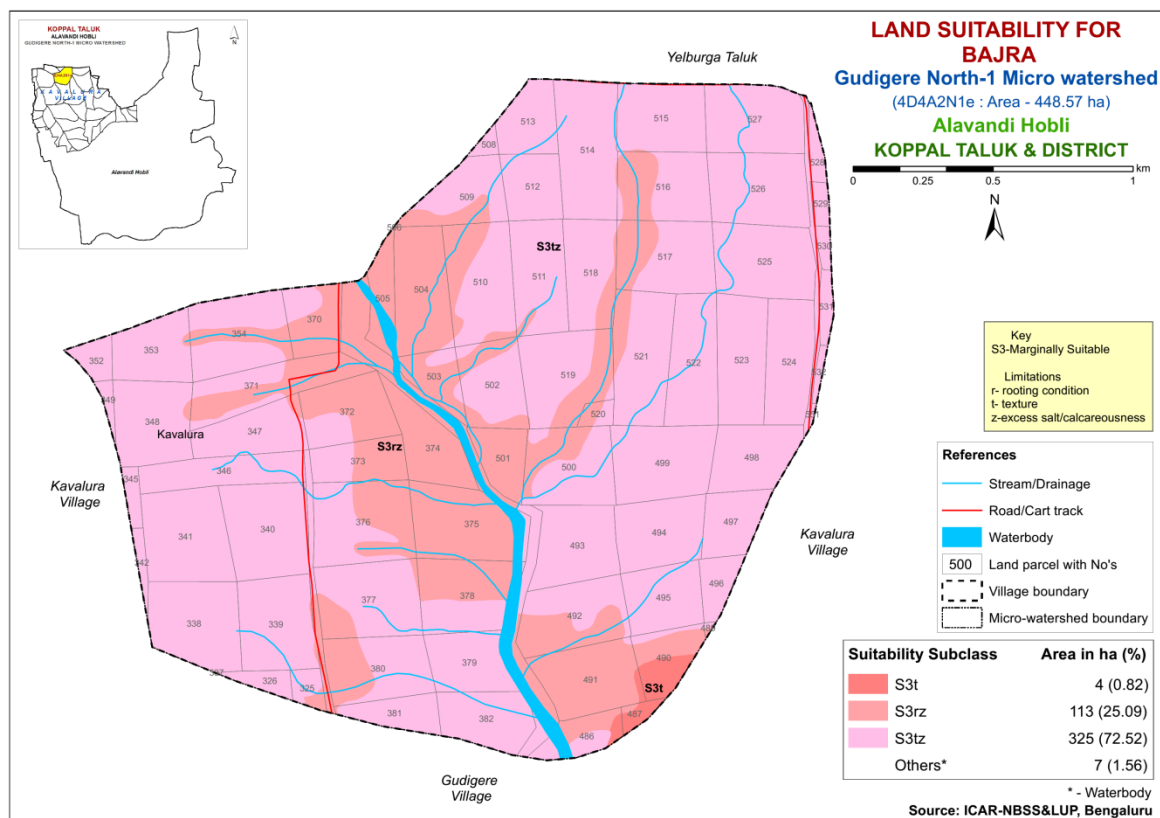 KOPPAL TALUK
ALAVANDI HOBLI
GUDIGERE NORTH-1 MICRO WATERSHED
N
KAVALURA
VILLAGE
Alavandi Hobli
LAND SUITABILITY FOR
BAJRA
Gudigere North-1 Micro watershed
(4D4A2N1e : Area - 448.57 ha)
Alavandi Hobli
KOPPAL TALUK & DISTRICT
0 0.25 0.5 1 km
N
Yelburga Taluk
513 515 527
508 514
528
512 516 526
509 529
506
S3tz 517 530
510 511 518 525
504
505 531
370
354
353 521 522 523 524
352 503 519 532
371 502
349 372 520 531
348
Kavalura 347 374
S3rz
373 501 500 499 498
346
345
Kavalura
Village
376 375 494 497
341 340 493
Kavalura
Village
342 496
378 495
377 492
338 339 489
490
379
380 491
S3t
337 326 325
487
381 382
486
Gudigere
Village
Key
S3-Marginally Suitable
Limitations
r- rooting condition
t- texture
z-excess salt/calcareousness
References
Stream/Drainage
Road/Cart track
Waterbody
500 Land parcel with No's
Village boundary
Micro-watershed boundary
Suitability Subclass Area in ha (%)
S3t 4 (0.82)
S3rz 113 (25.09)
S3tz 325 (72.52)
Others* 7 (1.56)
* - Waterbody
Source: ICAR-NBSS&LUP, Bengaluru